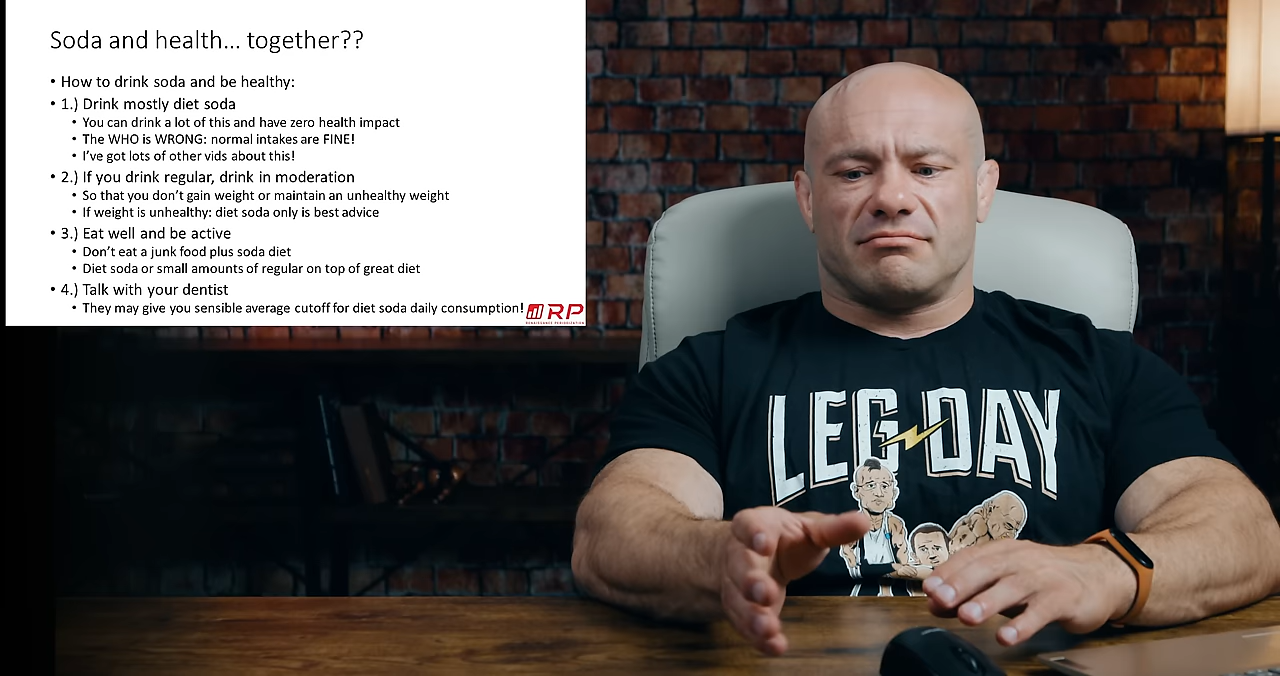 Soda and health... together??
• How to drink soda and be healthy:
• 1.) Drink mostly diet soda
• You can drink a lot of this and have zero health impact
• The WHO is WRONG: normal intakes are FINE!
• I've got lots of other vids about this!
• 2.) If you drink regular, drink in moderation
• So that you don't gain weight or maintain an unhealthy weight
• If weight is unhealthy: diet soda only is best advice
• 3.) Eat well and be active
• Don't eat a junk food plus soda diet
• Diet soda or small amounts of regular on top of great diet
• 4.) Talk with your dentist
• They may give you sensible average cutoff for diet soda daily consumption!
RP
RENAISSANCE PERIODIZATION
LEG DAY